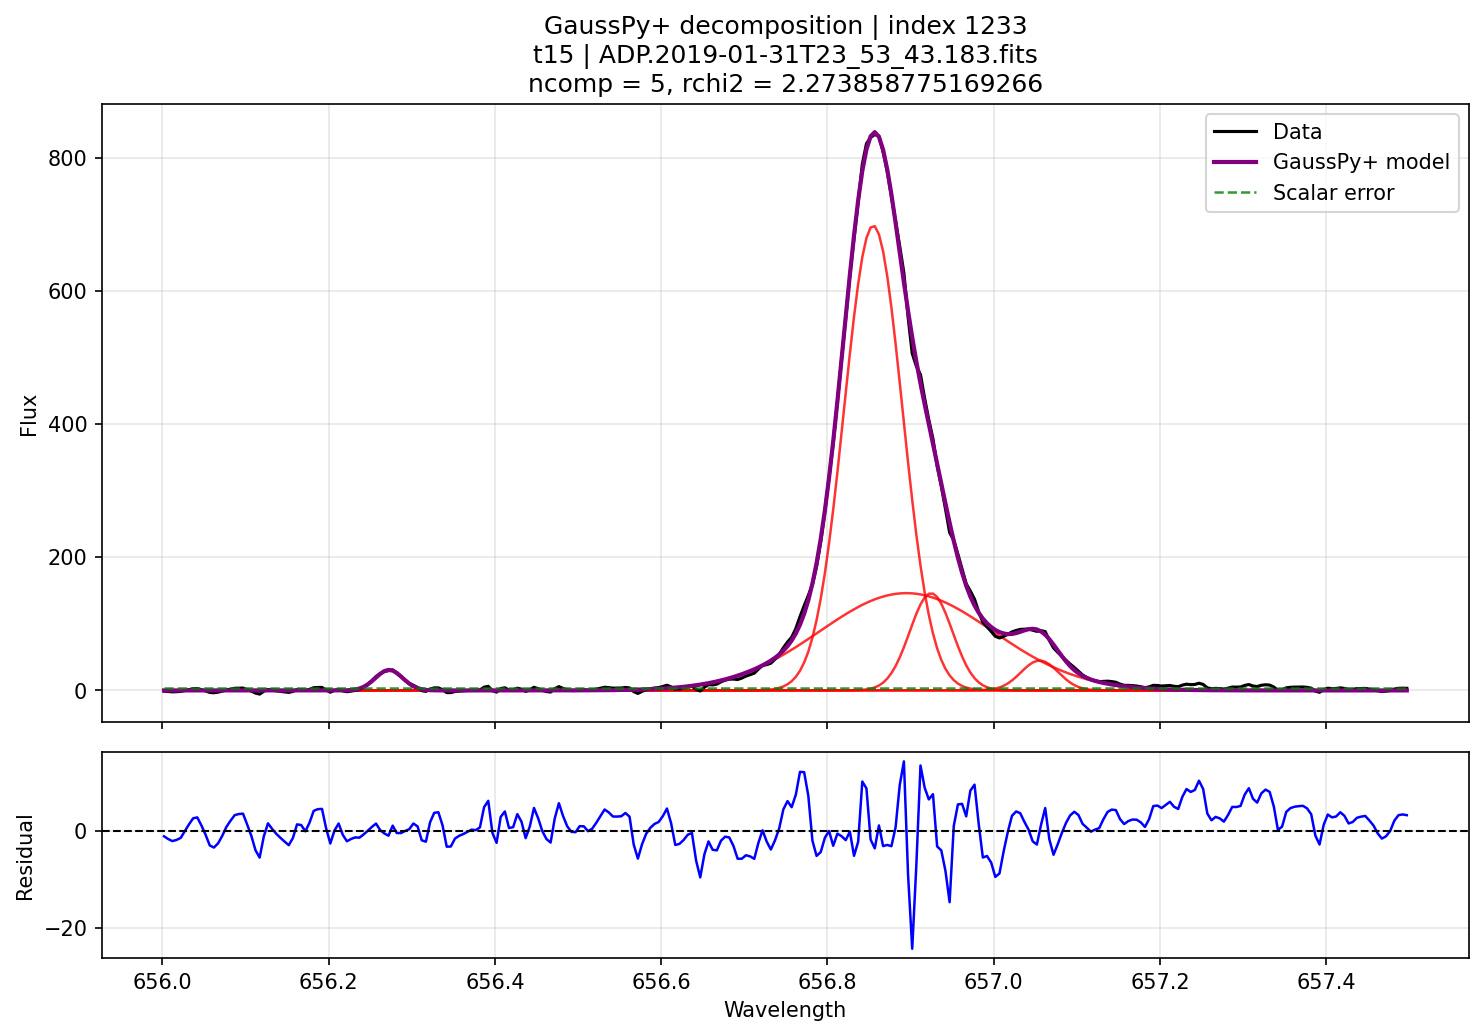 GaussPy+ decomposition | index 1233
t15 | ADP.2019-01-31T23_53_43.183.fits
ncomp = 5, rchi2 = 2.273858775169266
Data
GaussPy+ model
Scalar error
Flux
800
600
400
200
0
Residual
0
−20
656.0 656.2 656.4 656.6 656.8 657.0 657.2 657.4
Wavelength